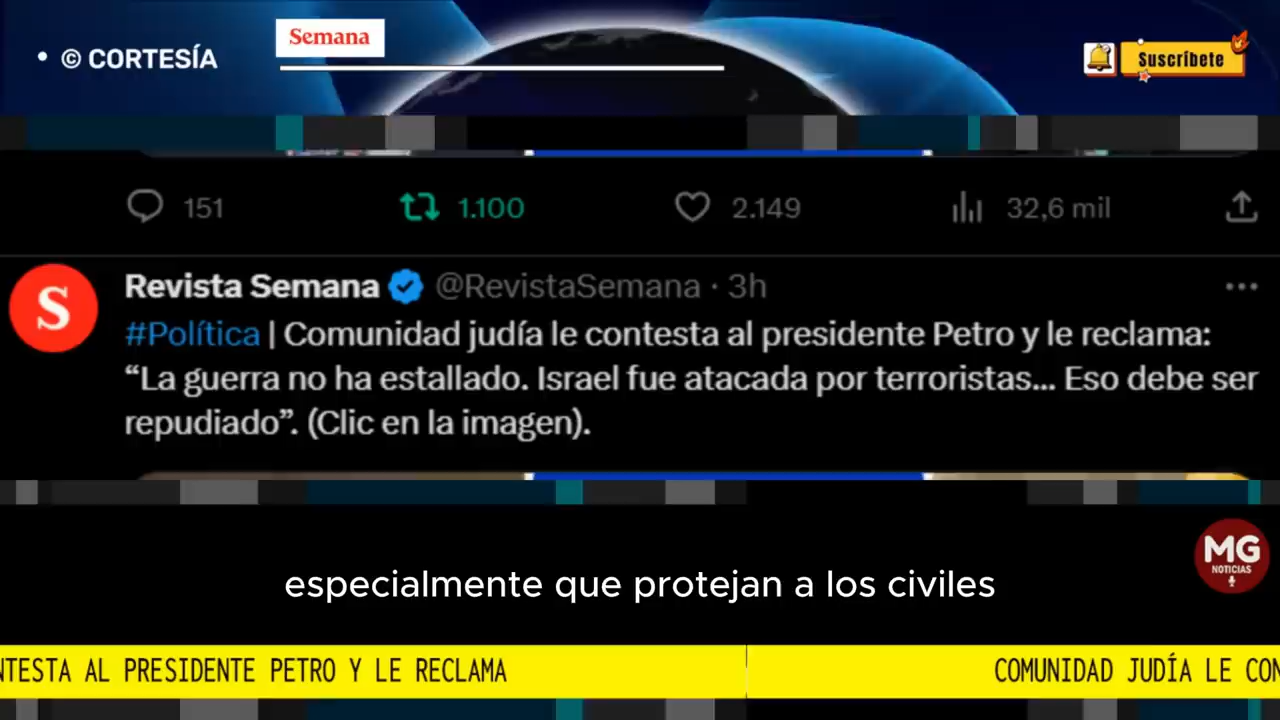 • © CORTESÍA
Semana
Suscríbete
151 1.100 2.149 32,6 mil
S
Revista Semana @RevistaSemana · 3h
#Política | Comunidad judía le contesta al presidente Petro y le reclama:
“La guerra no ha estallado. Israel fue atacada por terroristas... Eso debe ser
repudiado”. (Clic en la imagen).
MG
NOTICIAS
especialmente que protejan a los civiles
NTESTA AL PRESIDENTE PETRO Y LE RECLAMA COMUNIDAD JUDÍA LE CON